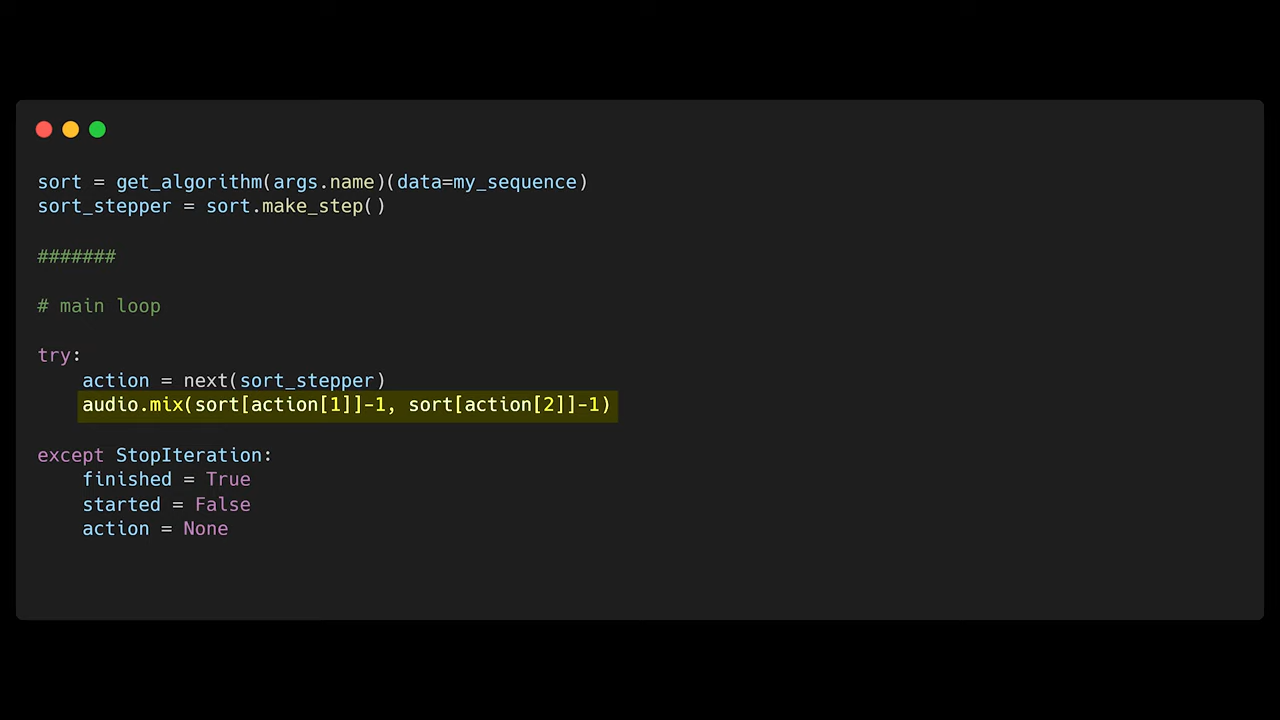 sort = get_algorithm(args.name)(data=my_sequence)
sort_stepper = sort.make_step()
#######
# main loop
try:
    action = next(sort_stepper)
    audio.mix(sort[action[1]]-1, sort[action[2]]-1)
except StopIteration:
    finished = True
    started = False
    action = None